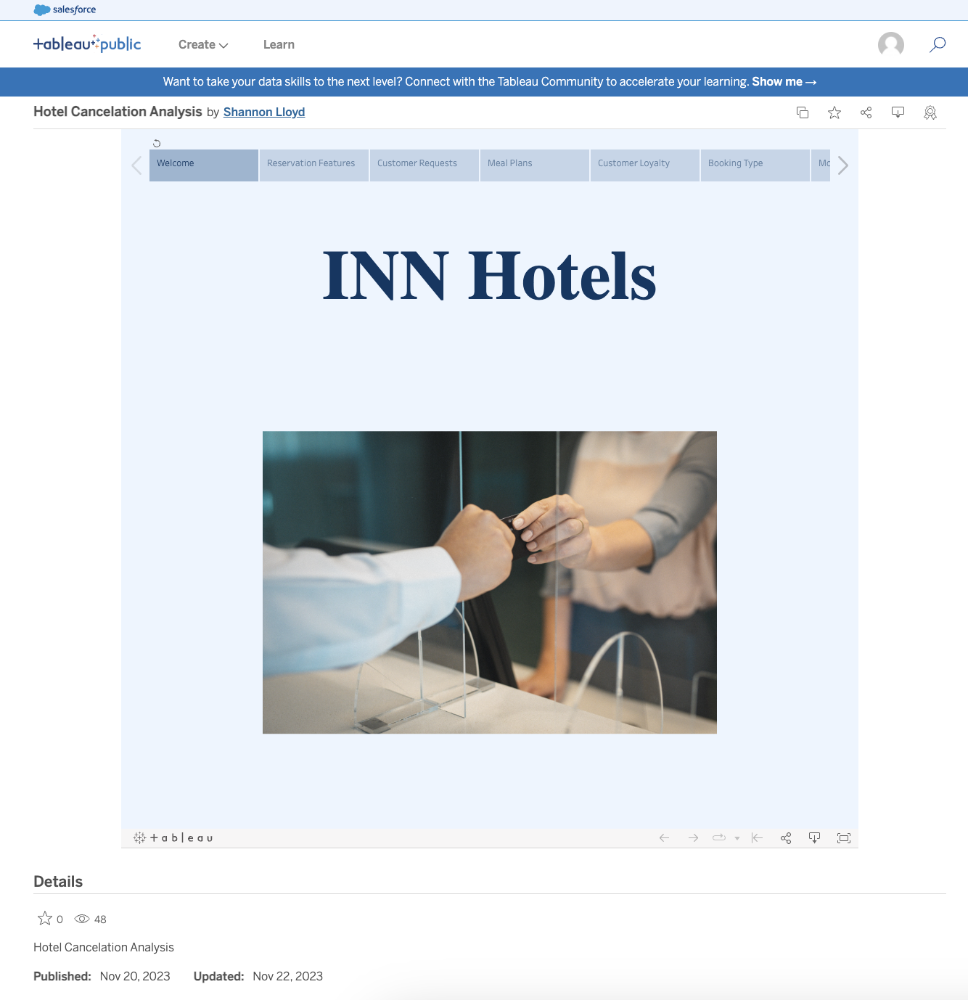 salesforce
+ableau public
Create Learn
Want to take your data skills to the next level? Connect with the Tableau Community to accelerate your learning. Show me →
Hotel Cancelation Analysis by Shannon Lloyd
Welcome Reservation Features Customer Requests Meal Plans Customer Loyalty Booking Type Mo
INN Hotels
+ableau
Details
0 48
Hotel Cancelation Analysis
Published: Nov 20, 2023 Updated: Nov 22, 2023